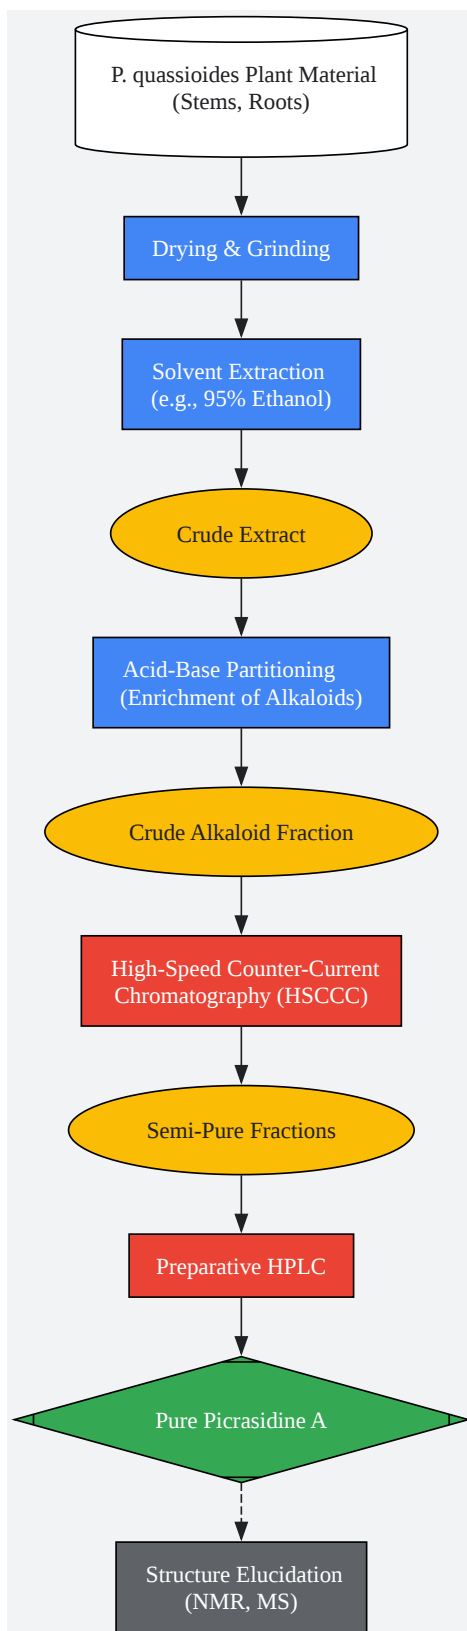 P. quassioides Plant Material
(Stems, Roots)
Drying & Grinding
Solvent Extraction
(e.g., 95% Ethanol)
Crude Extract
Acid-Base Partitioning
(Enrichment of Alkaloids)
Crude Alkaloid Fraction
High-Speed Counter-Current
Chromatography (HSCCC)
Semi-Pure Fractions
Preparative HPLC
Pure Picrasidine A
Structure Elucidation
(NMR, MS)